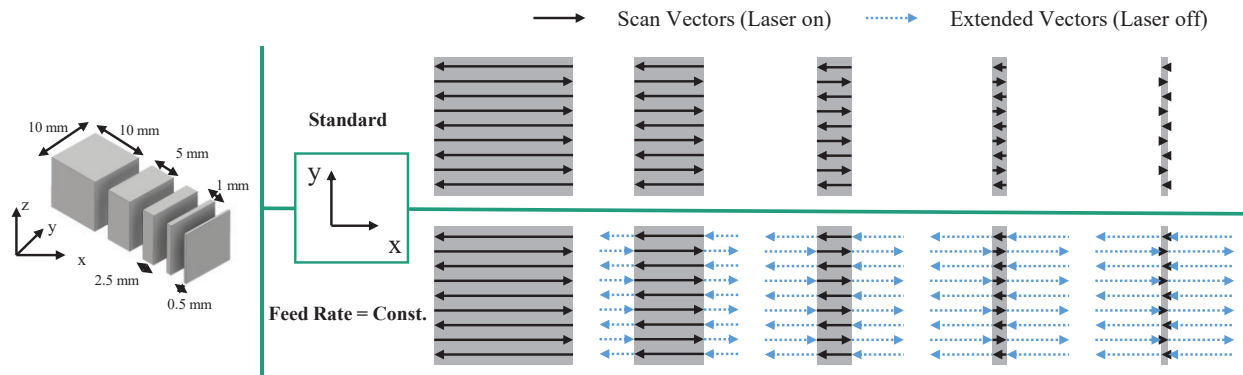 Scan Vectors (Laser on)
Extended Vectors (Laser off)
10 mm
10 mm
5 mm
1 mm
z
y
x
2.5 mm
0.5 mm
Standard
y
x
Feed Rate = Const.